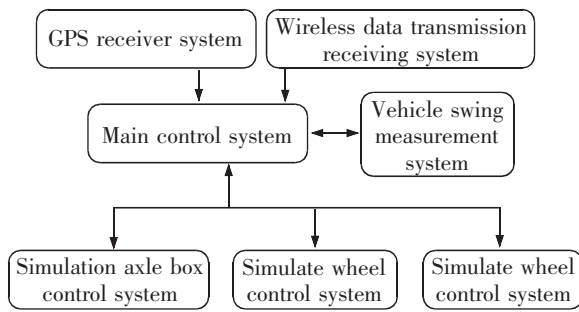 GPS receiver system
Wireless data transmission
receiving system
Main control system
Vehicle swing
measurement
system
Simulation axle box
control system
Simulate wheel
control system
Simulate wheel
control system